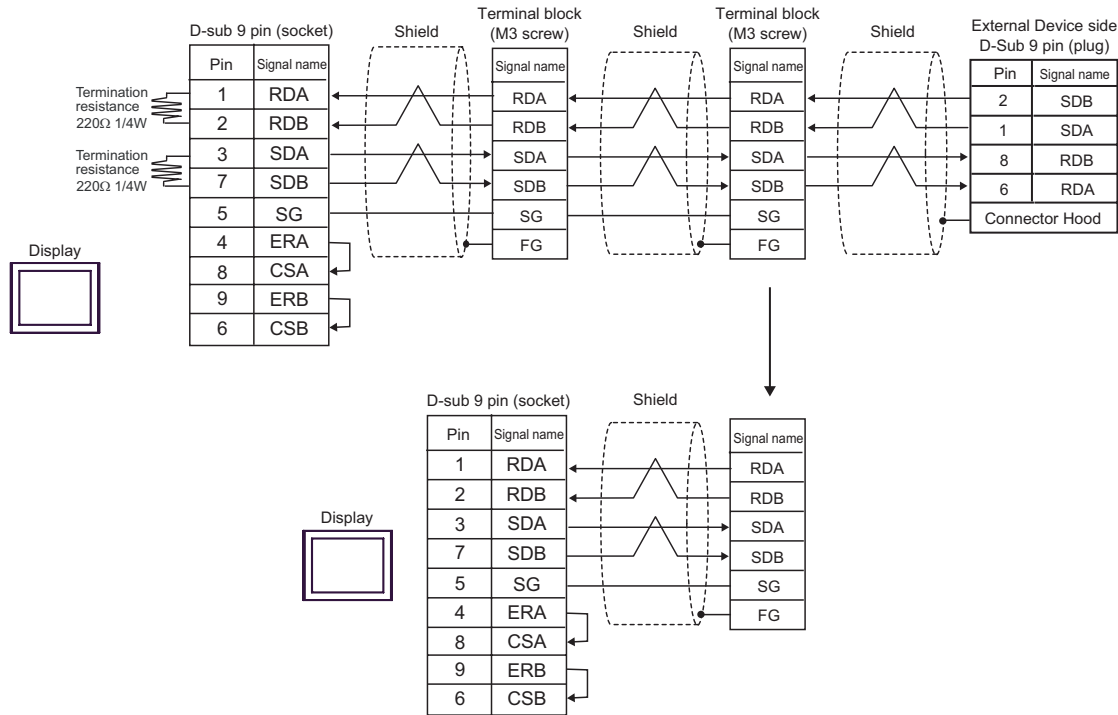 D-sub 9 pin (socket)
Shield
Terminal block
(M3 screw)
Shield
Terminal block
(M3 screw)
Shield
External Device side
D-Sub 9 pin (plug)
Pin Signal name
Signal name
Signal name
Pin Signal name
Termination
resistance
220Ω 1/4W
1 RDA
RDA
RDA
2 SDB
2 RDB
RDB
RDB
1 SDA
Termination
resistance
220Ω 1/4W
3 SDA
SDA
SDA
8 RDB
7 SDB
SDB
SDB
6 RDA
5 SG
SG
SG
Connector Hood
4 ERA
FG
FG
8 CSA
9 ERB
6 CSB
Display
D-sub 9 pin (socket)
Shield
Pin Signal name
Signal name
1 RDA
RDA
2 RDB
RDB
3 SDA
SDA
7 SDB
SDB
5 SG
SG
4 ERA
FG
8 CSA
9 ERB
6 CSB
Display